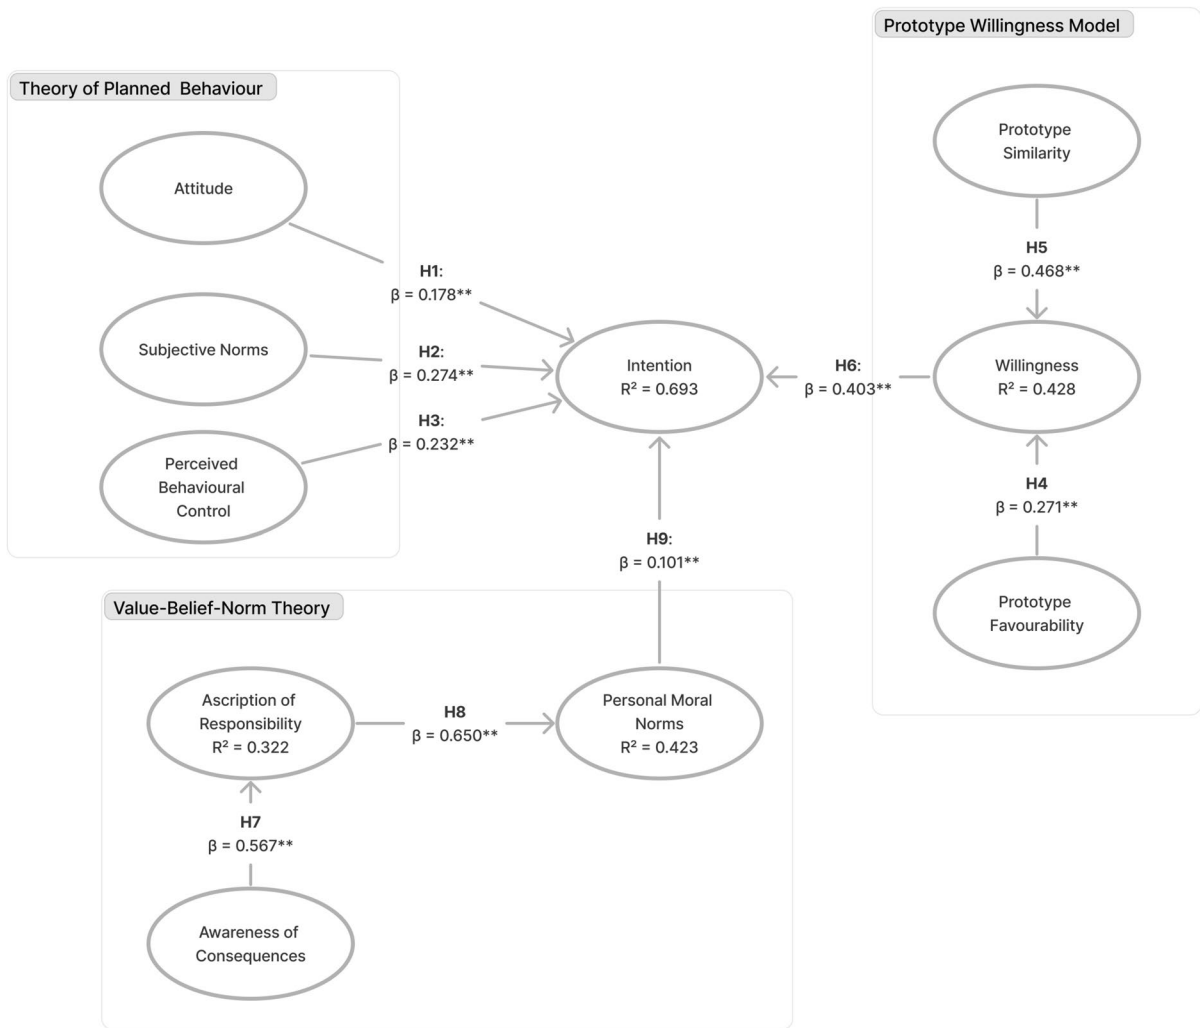 Prototype Willingness Model
Theory of Planned Behaviour
Attitude
Subjective Norms
Perceived
Behavioural
Control
H1:
β = 0.178**
H2:
β = 0.274**
H3:
β = 0.232**
Intention
R² = 0.693
H6:
β = 0.403**
Prototype
Similarity
H5
β = 0.468**
Willingness
R² = 0.428
H4
β = 0.271**
Prototype
Favourability
H9:
β = 0.101**
Value-Belief-Norm Theory
Ascription of
Responsibility
R² = 0.322
H8
β = 0.650**
Personal Moral
Norms
R² = 0.423
H7
β = 0.567**
Awareness of
Consequences